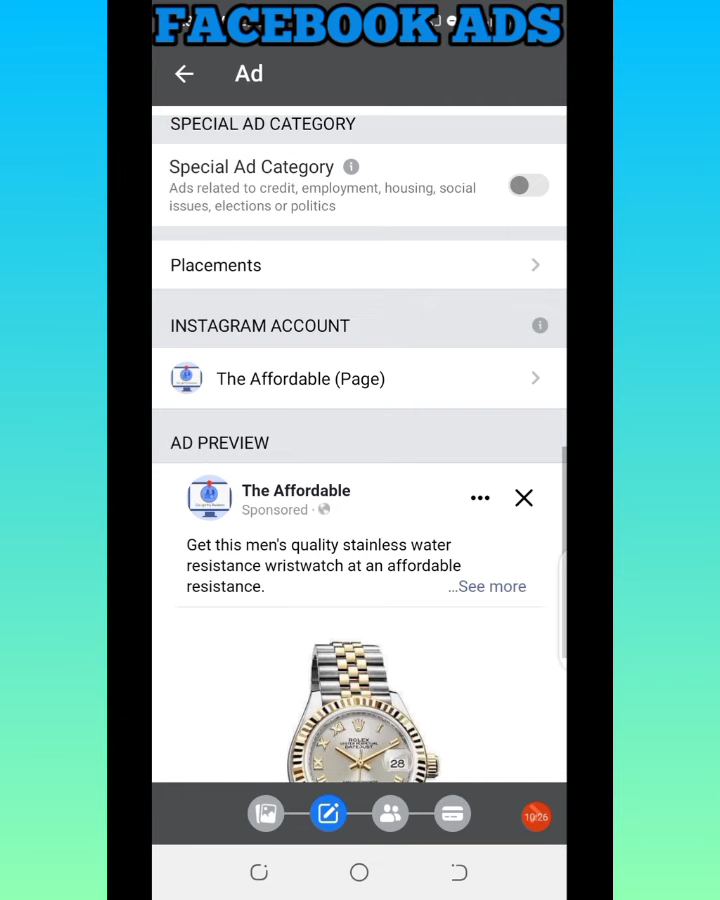 FACEBOOK ADS
Ad
SPECIAL AD CATEGORY
Special Ad Category
Ads related to credit, employment, housing, social
issues, elections or politics
Placements
INSTAGRAM ACCOUNT
The Affordable (Page)
AD PREVIEW
The Affordable
Sponsored ·
Get this men's quality stainless water
resistance wristwatch at an affordable
resistance.
...See more
ROLEX
28
10:26